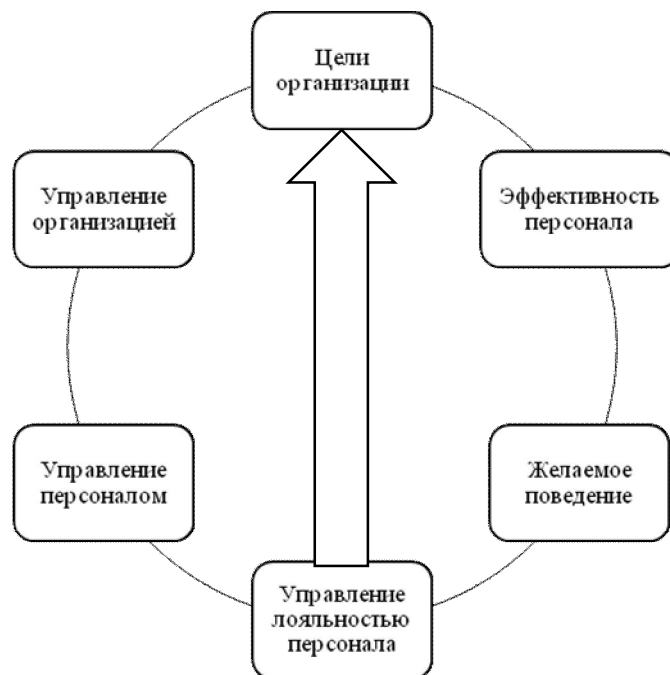 Цели
организации
Управление
организацией
Эффективность
персонала
Управление
персоналом
Желаемое
поведение
Управление
лояльностью
персонала